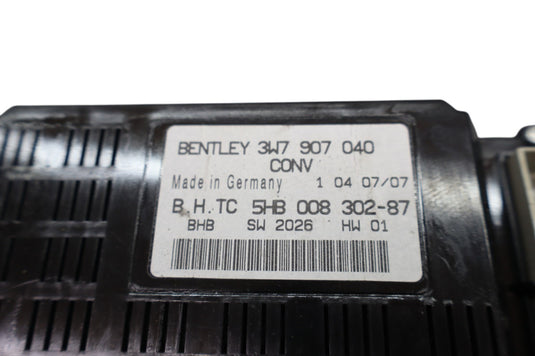 BENTLEY 3W7 907 040
CONV
Made in Germany 1 04 07/07
B.H.TC 5HB 008 302-87
BHB SW 2026 HW 01